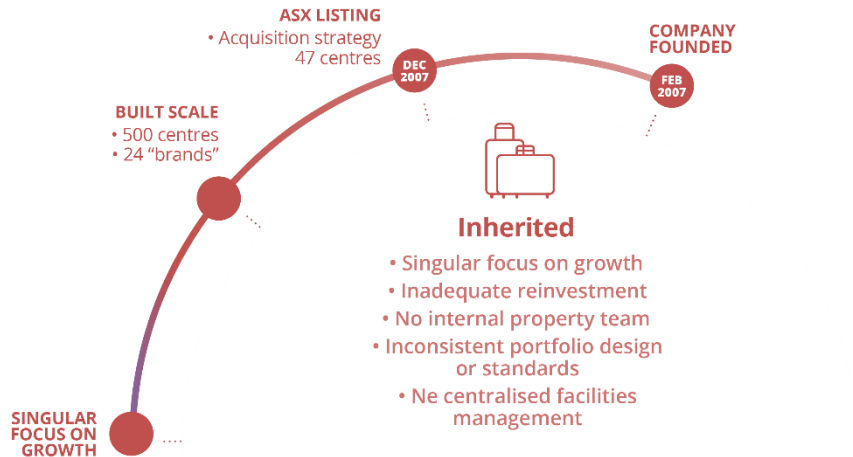 ASX LISTING
• Acquisition strategy
47 centres
DEC
2007
COMPANY
FOUNDED
FEB
2007
BUILT SCALE
• 500 centres
• 24 “brands”
Inherited
• Singular focus on growth
• Inadequate reinvestment
• No internal property team
• Inconsistent portfolio design
or standards
• Ne centralised facilities
management
SINGULAR
FOCUS ON
GROWTH